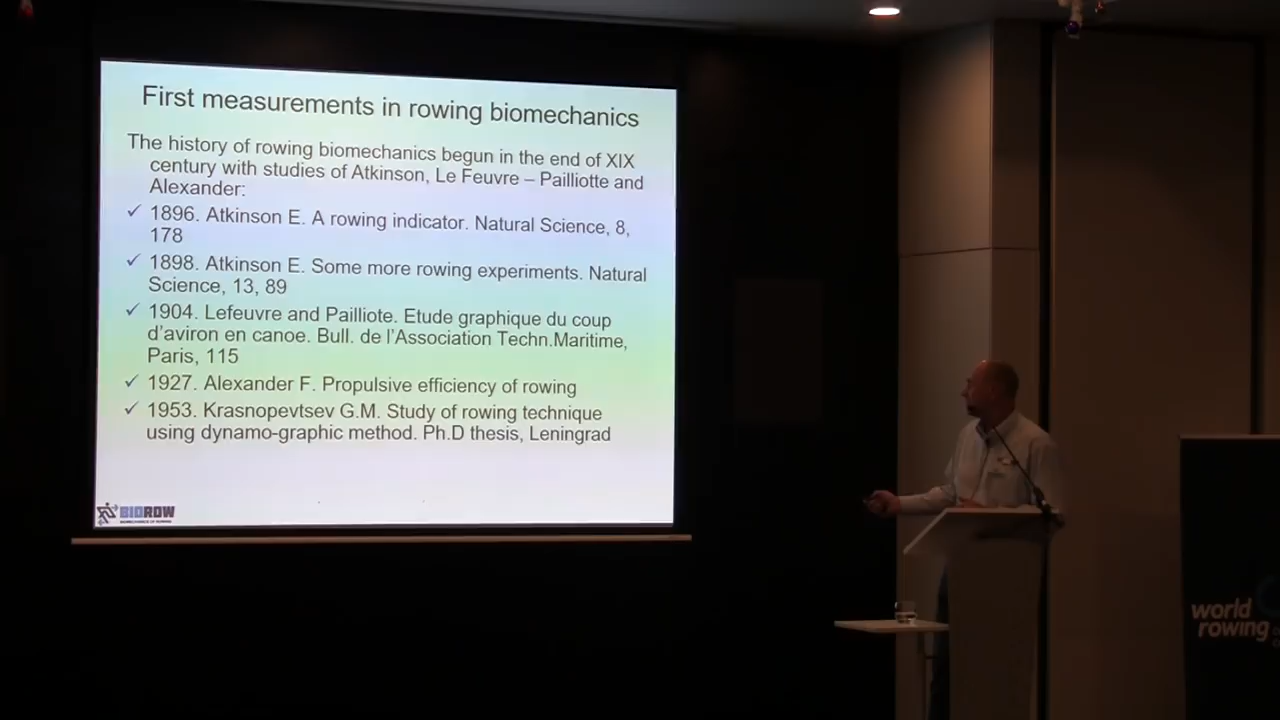 First measurements in rowing biomechanics
The history of rowing biomechanics begun in the end of XIX
century with studies of Atkinson, Le Feuvre – Pailliotte and
Alexander:
✓ 1896. Atkinson E. A rowing indicator. Natural Science, 8,
178
✓ 1898. Atkinson E. Some more rowing experiments. Natural
Science, 13, 89
✓ 1904. Lefeuvre and Pailliote. Etude graphique du coup
d'aviron en canoe. Bull. de l'Association Techn.Maritime,
Paris, 115
✓ 1927. Alexander F. Propulsive efficiency of rowing
✓ 1953. Krasnopevtsev G.M. Study of rowing technique
using dynamo-graphic method. Ph.D thesis, Leningrad
BIOROW
BIOMECHANICS OF ROWING
world
rowing